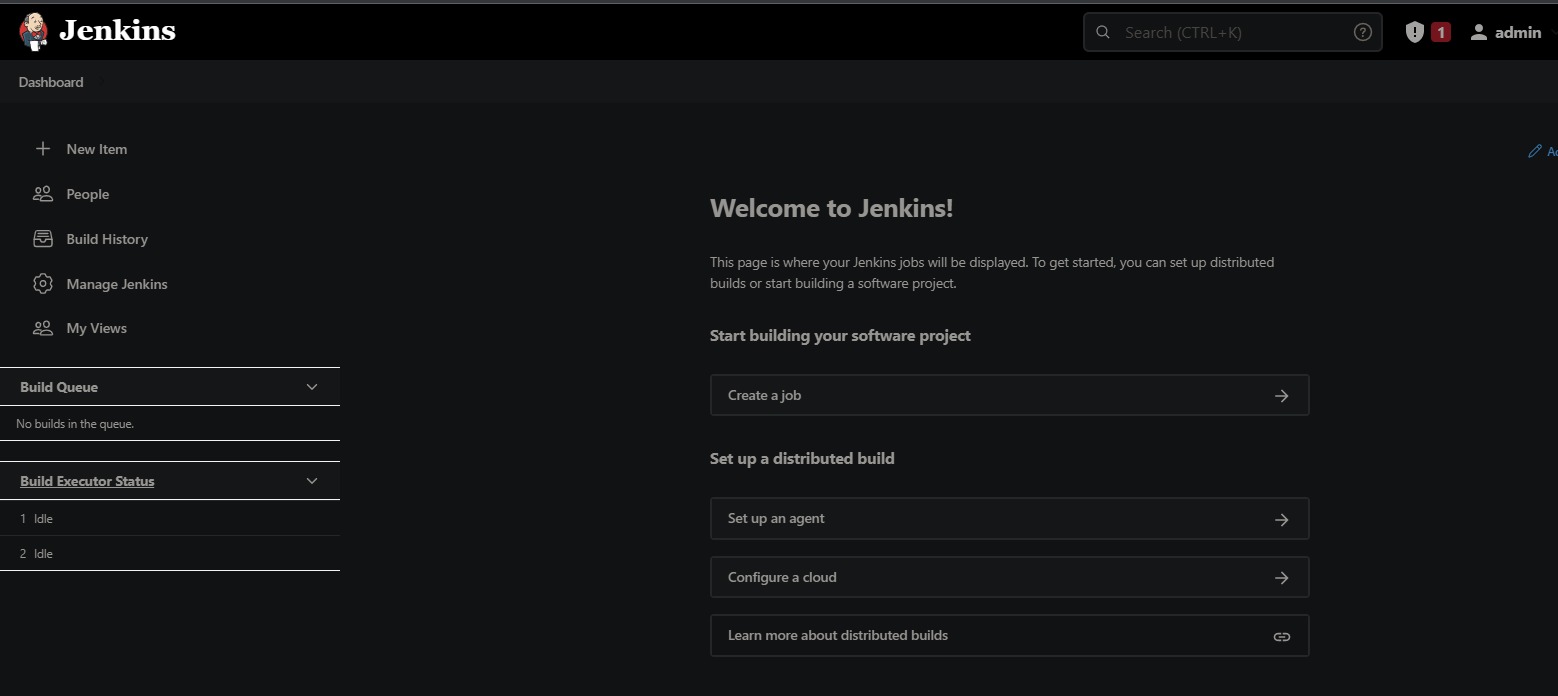 Jenkins
Search (CTRL+K)
?
!
1
admin
Dashboard
New Item
People
Build History
Manage Jenkins
My Views
Build Queue
No builds in the queue.
Build Executor Status
1 Idle
2 Idle
Welcome to Jenkins!
This page is where your Jenkins jobs will be displayed. To get started, you can set up distributed
builds or start building a software project.
Start building your software project
Create a job
Set up a distributed build
Set up an agent
Configure a cloud
Learn more about distributed builds